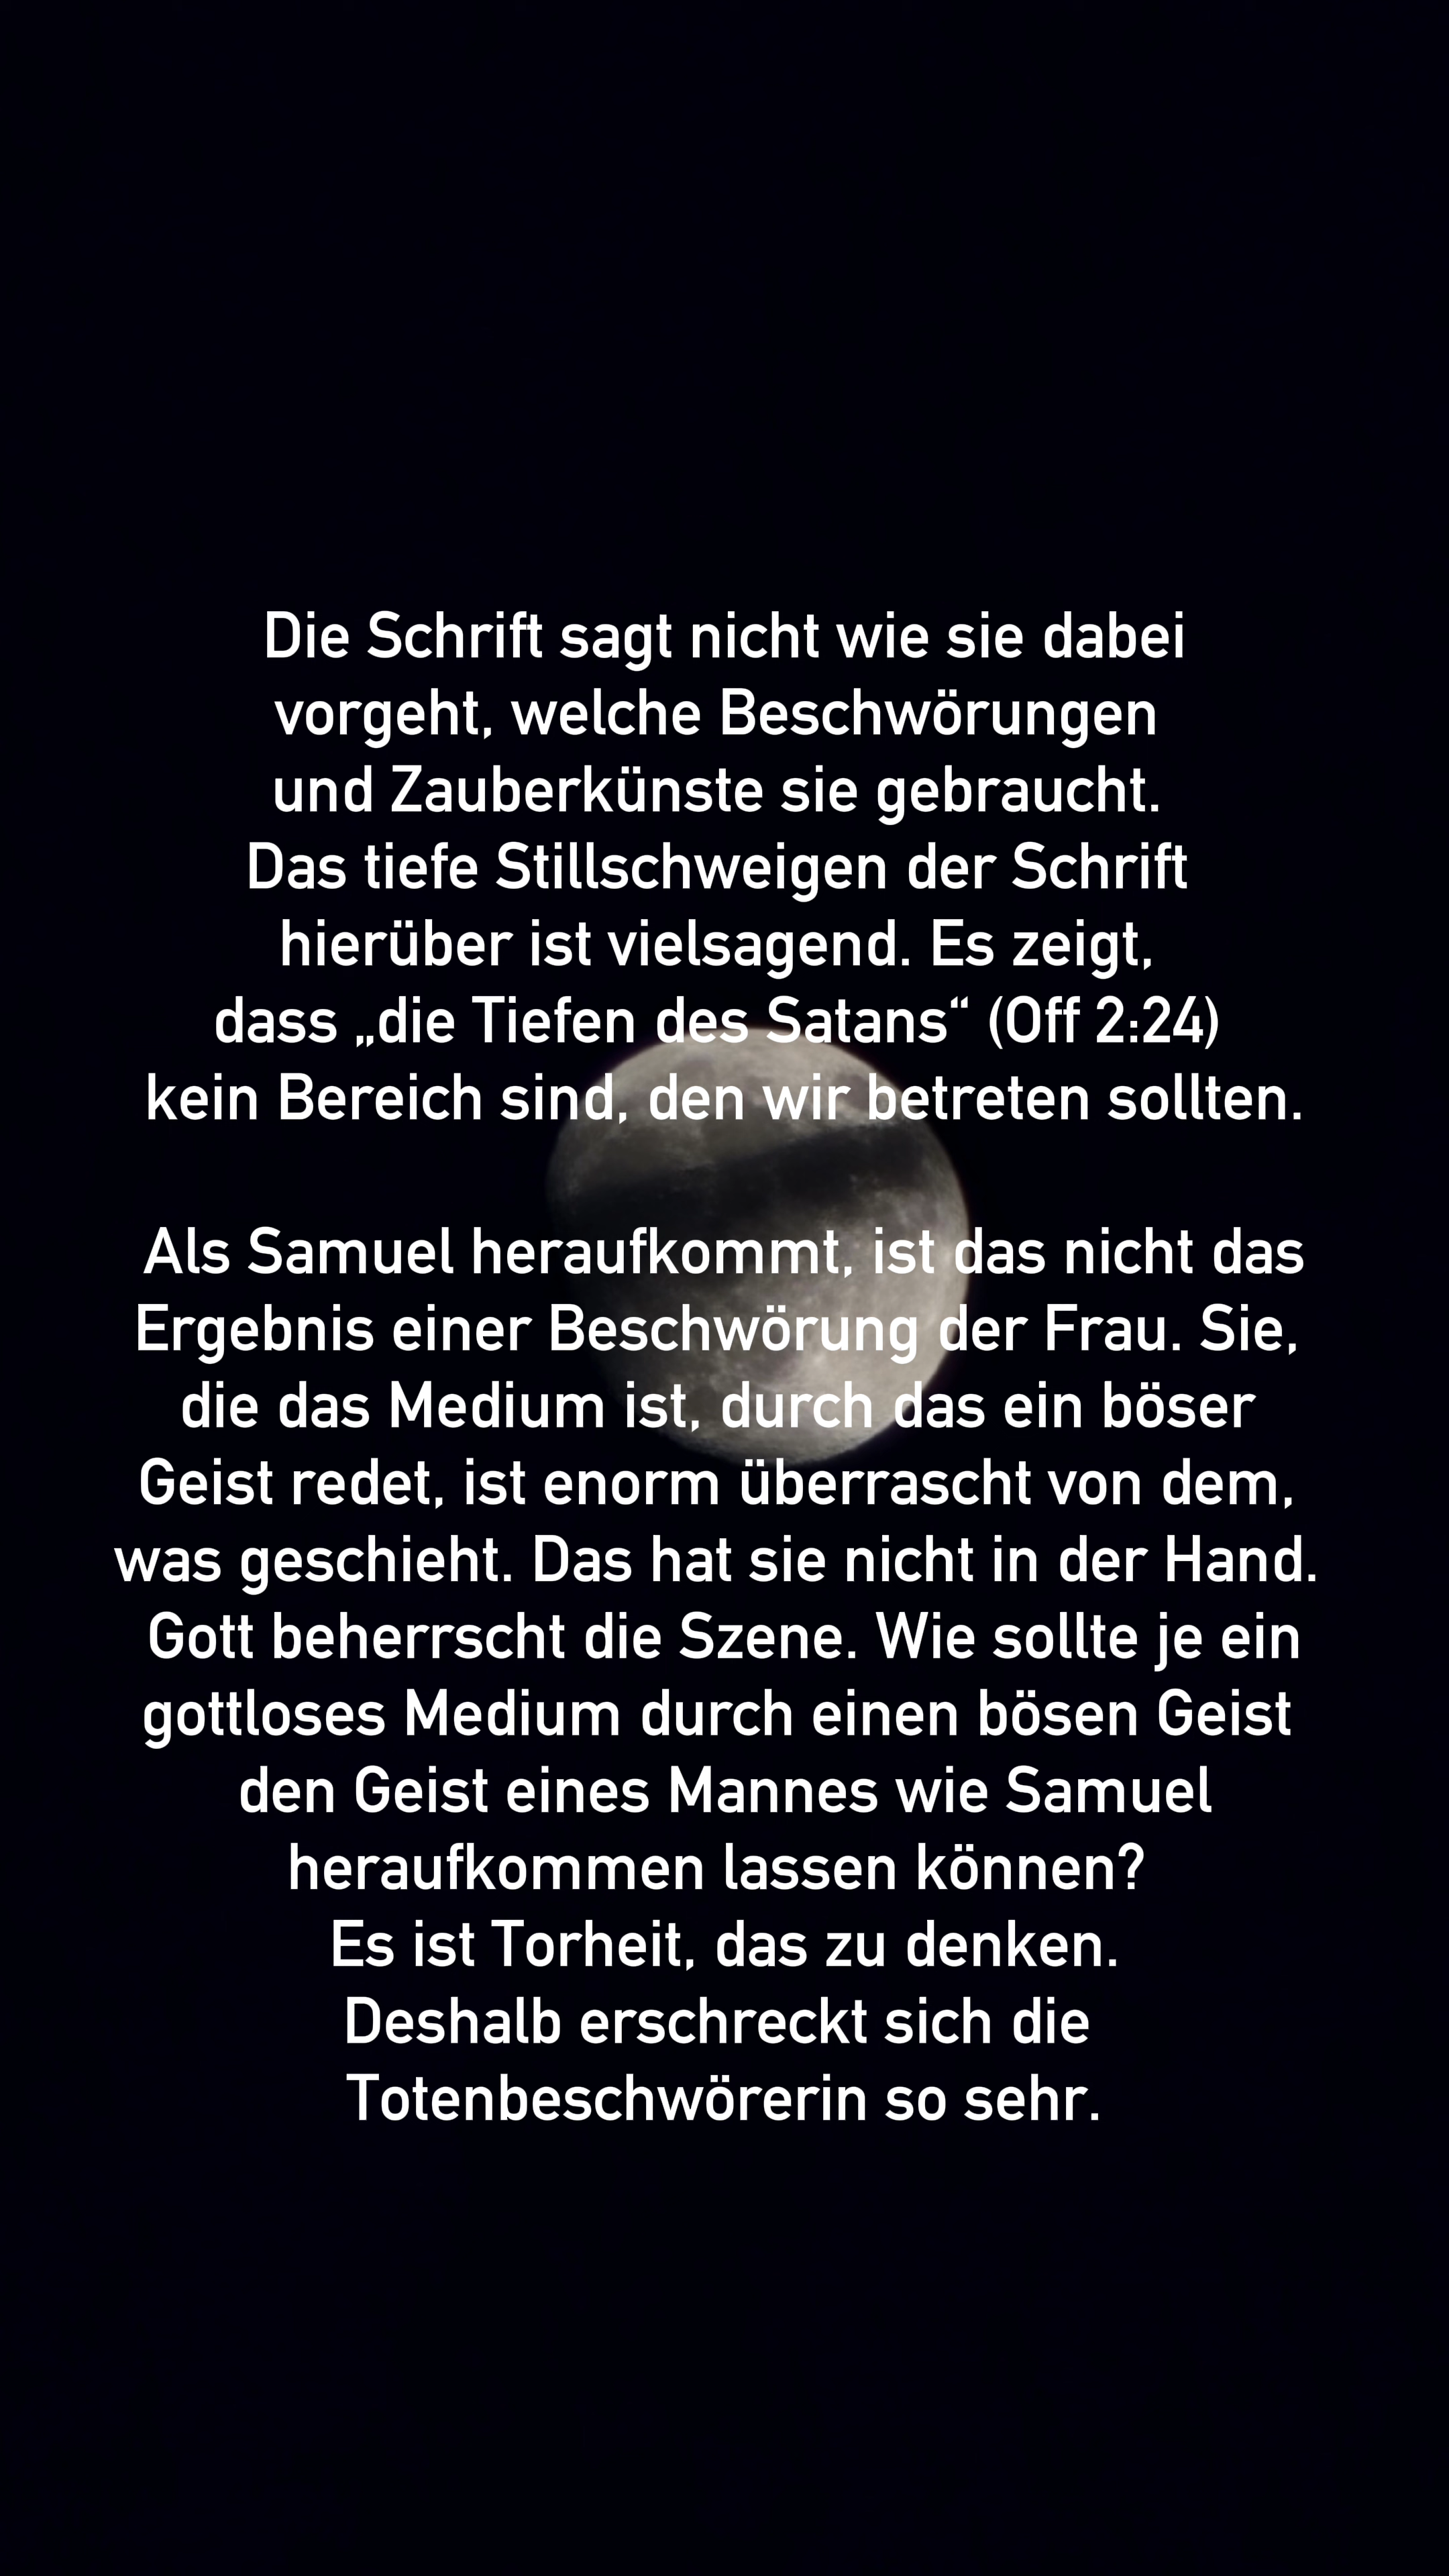 Die Schrift sagt nicht wie sie dabei
vorgeht, welche Beschwörungen
und Zauberkünste sie gebraucht.
Das tiefe Stillschweigen der Schrift
hierüber ist vielsagend. Es zeigt,
dass „die Tiefen des Satans“ (Off 2:24)
kein Bereich sind, den wir betreten sollten.
Als Samuel heraufkommt, ist das nicht das
Ergebnis einer Beschwörung der Frau. Sie,
die das Medium ist, durch das ein böser
Geist redet, ist enorm überrascht von dem,
was geschieht. Das hat sie nicht in der Hand.
Gott beherrscht die Szene. Wie sollte je ein
gottloses Medium durch einen bösen Geist
den Geist eines Mannes wie Samuel
heraufkommen lassen können?
Es ist Torheit, das zu denken.
Deshalb erschreckt sich die
Totenbeschwörerin so sehr.